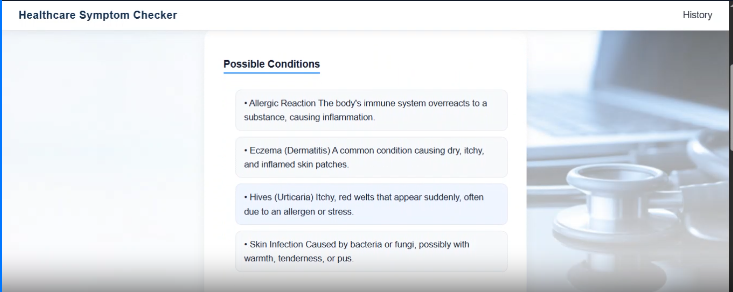 Healthcare Symptom Checker
History
Possible Conditions
• Allergic Reaction The body's immune system overreacts to a
substance, causing inflammation.
• Eczema (Dermatitis) A common condition causing dry, itchy,
and inflamed skin patches.
• Hives (Urticaria) Itchy, red welts that appear suddenly, often
due to an allergen or stress.
• Skin Infection Caused by bacteria or fungi, possibly with
warmth, tenderness, or pus.